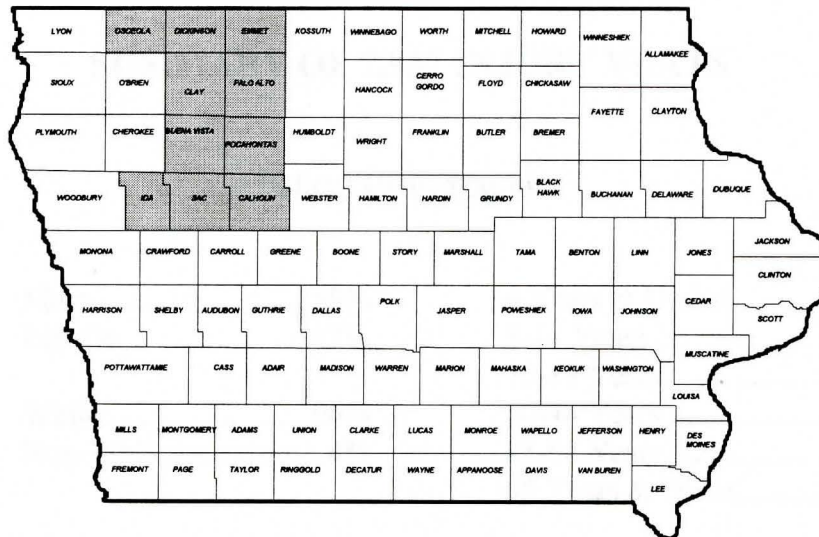 LYON OSCEOLA DICKINSON EMMET KOSSUTH WINNEBAGO WORTH MITCHELL HOWARD WINNESHIEK ALLAMAKEE
SIOUX O'BRIEN CLAY PALO ALTO HANCOCK CERRO GORDO FLOYD CHICKASAW
FAYETTE CLAYTON
PLYMOUTH CHEROKEE BUENA VISTA POCAHONTAS HUMBOLDT WRIGHT FRANKLIN BUTLER BREMER
WOODBURY IDA SAC CALHOUN WEBSTER HAMILTON HARDIN GRUNDY BLACK HAWK BUCHANAN DELAWARE DUBUQUE
MONONA CRAWFORD CARROLL GREENE BOONE STORY MARSHALL TAMA BENTON LINN JONES JACKSON
CLINTON
HARRISON SHELBY AUDUBON GUTHRIE DALLAS POLK JASPER POWESHIEK IOWA JOHNSON CEDAR SCOTT
MUSCATINE
POTTAWATTAMIE CASS ADAIR MADISON WARREN MARION MAHASKA KEOKUK WASHINGTON
LOUISA
MILLS MONTGOMERY ADAMS UNION CLARKE LUCAS MONROE WAPELLO JEFFERSON HENRY DES MOINES
FREMONT PAGE TAYLOR RINGGOLD DECATUR WAYNE APPANOOSE DAVIS VAN BUREN LEE